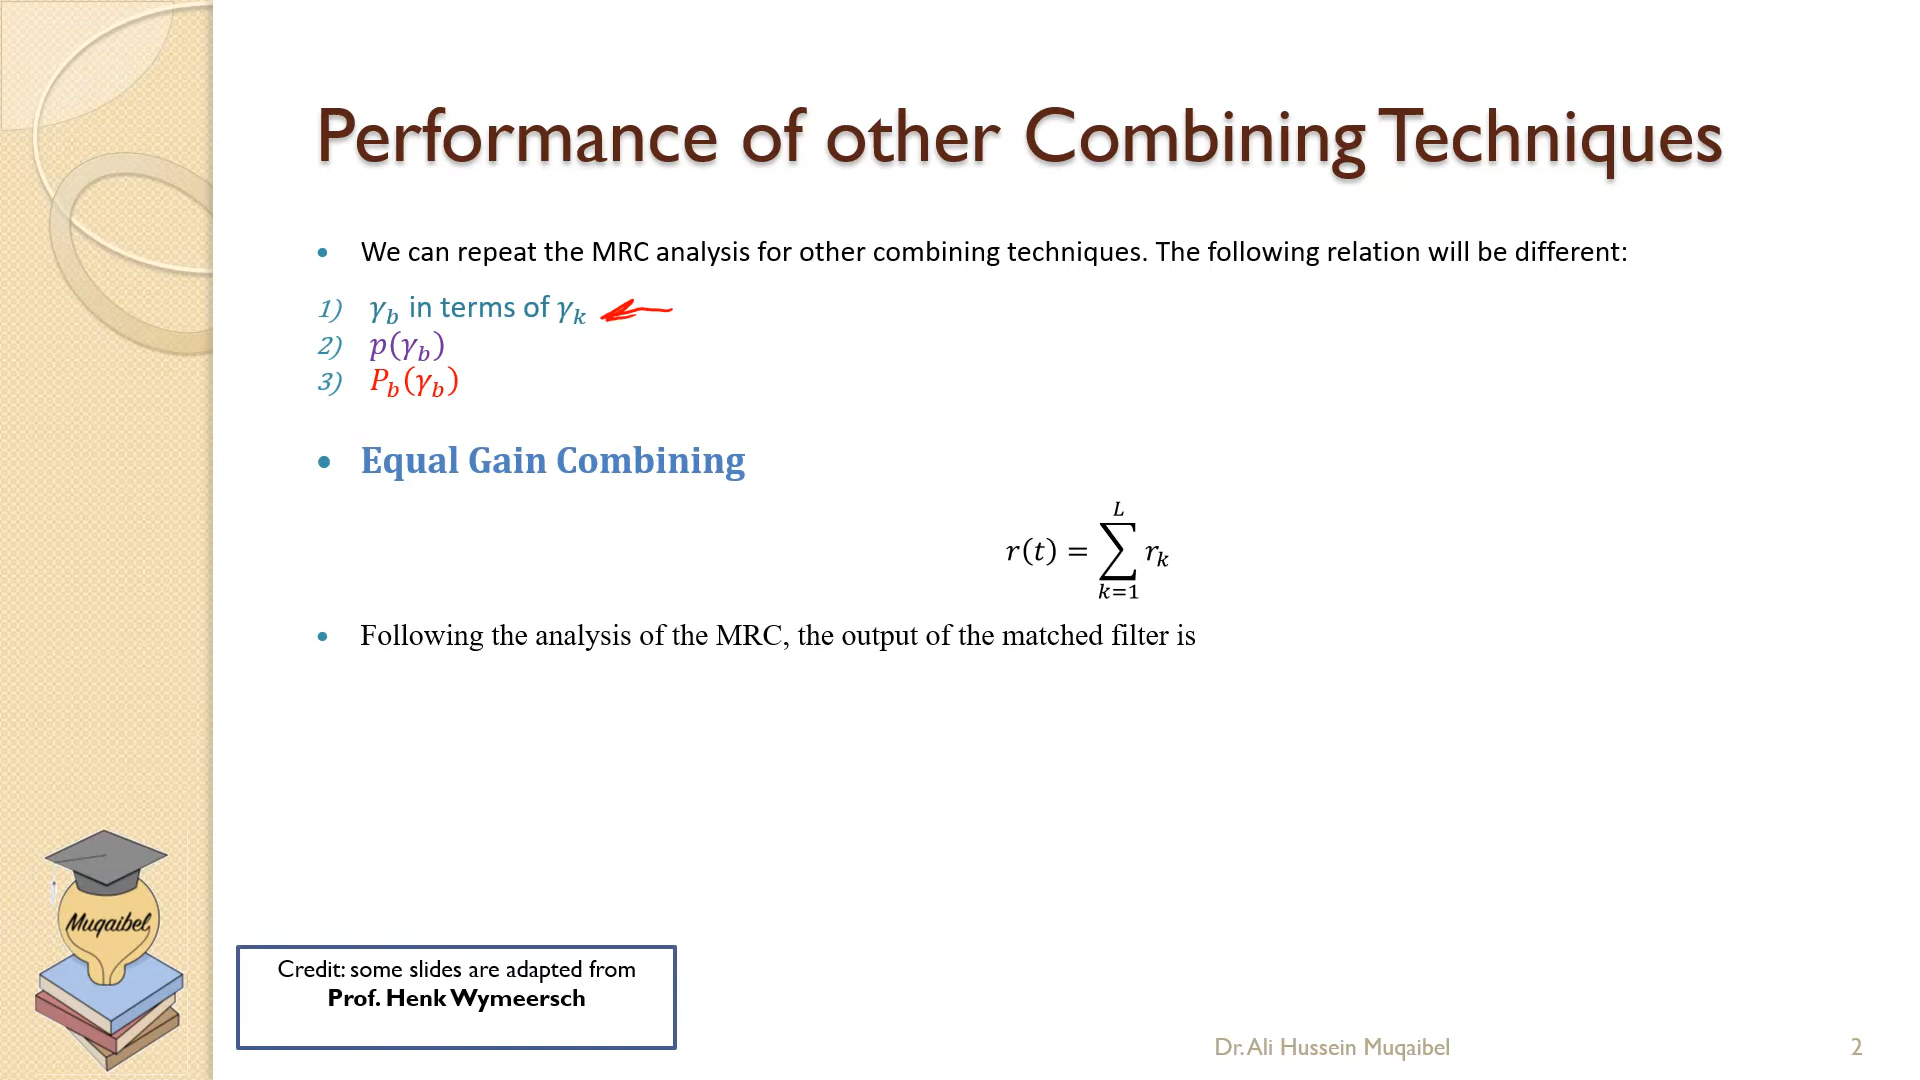 Performance of other Combining Techniques
• We can repeat the MRC analysis for other combining techniques. The following relation will be different:
1) γ_b in terms of γ_k
2) p(γ_b)
3) P_b(γ_b)
• Equal Gain Combining
r(t) = ∑_{k=1}^{L} r_k
• Following the analysis of the MRC, the output of the matched filter is
Muqaibel
Credit: some slides are adapted from
Prof. Henk Wymeersch
Dr. Ali Hussein Muqaibel
2